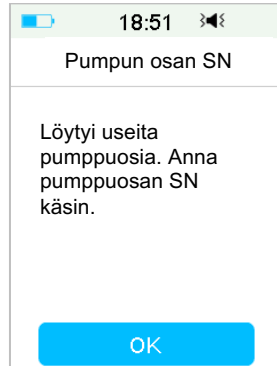 18:51
Pumpun osan SN
Löytyi useita
pumppuosia. Anna
pumppuosan SN
käsin.
OK